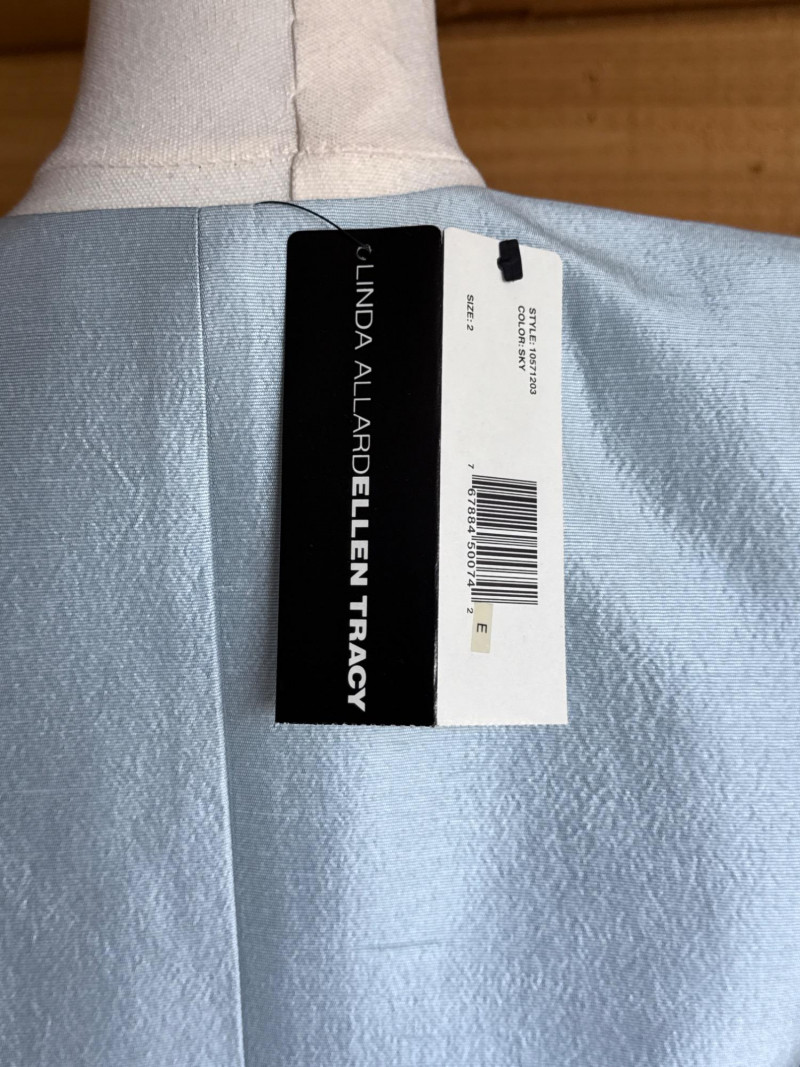 LINDA ALLARDELLEN TRACY
STYLE: 10571203
COLOR:SKY
SIZE: 2
7 67884 50074 2
E